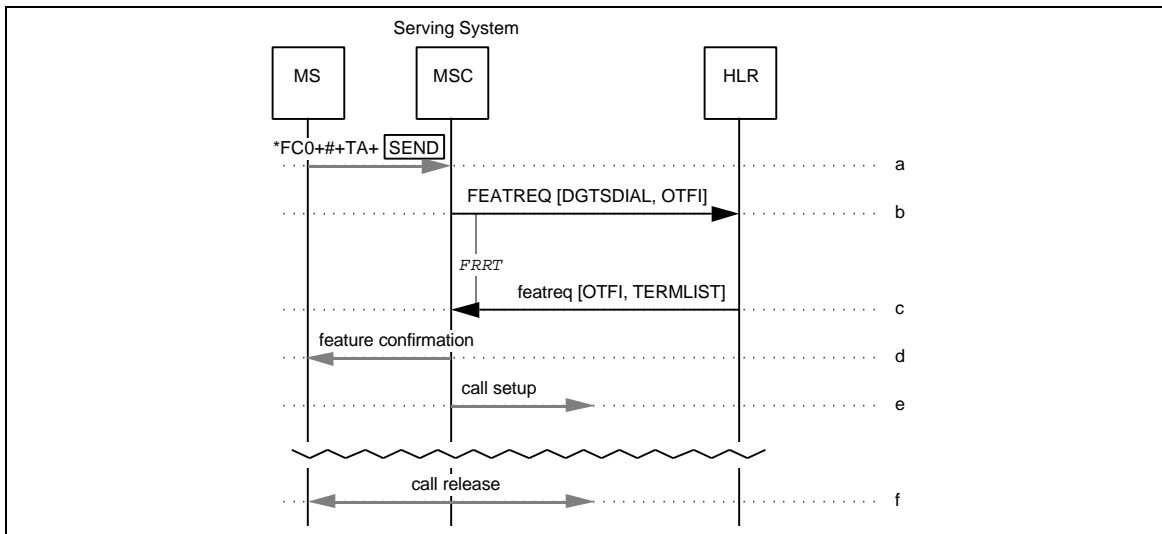 Serving System
MS MSC HLR
*FC0+#+TA+ SEND a
FEATREQ [DGTSDIAL, OTFI] b
FRRT
featreq [OTFI, TERMLIST] c
feature confirmation d
call setup e
call release f